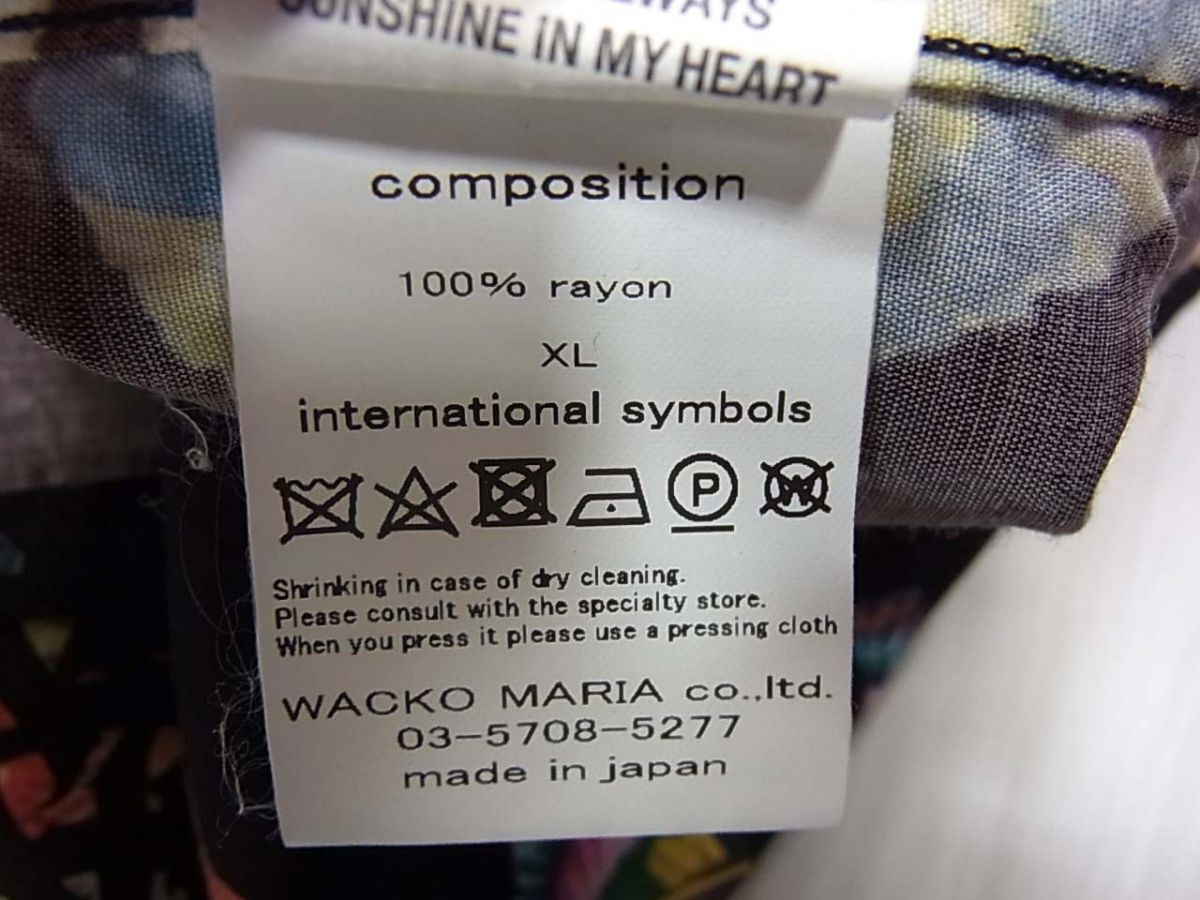 SUNSHINE iN MY HEART
composition
100% rayon
XL
international symbols
P W
Shrinking in case of dry cleaning.
Please consult with the specialty store.
When you press it please use a pressing cloth
WACKO MARIA co.,ltd.
03-5708-5277
made in japan